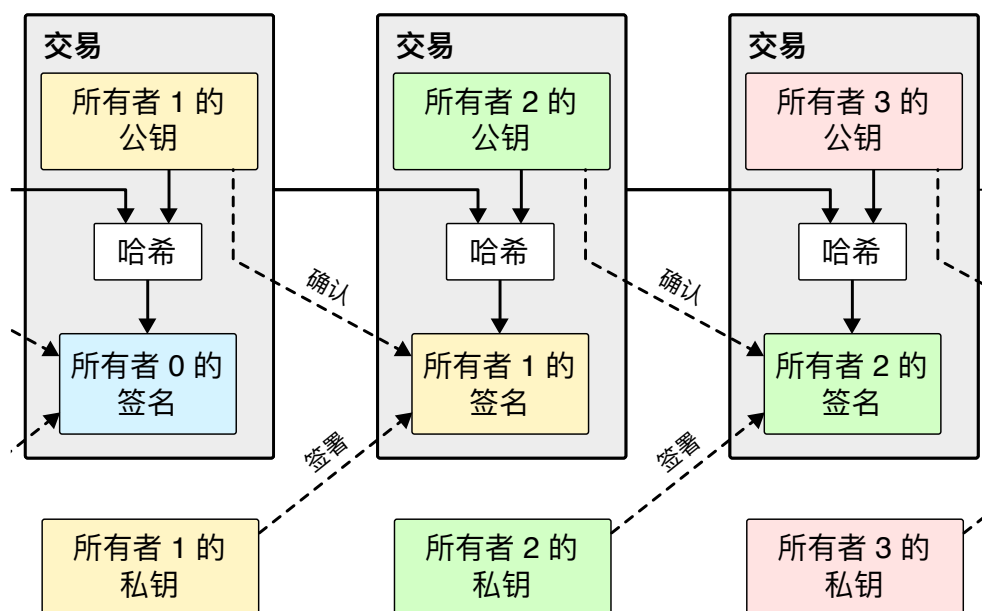 交易
所有者 1 的
公钥
哈希
所有者 0 的
签名
交易
所有者 2 的
公钥
哈希
确认
所有者 1 的
签名
签署
交易
所有者 3 的
公钥
哈希
确认
所有者 2 的
签名
签署
所有者 1 的
私钥
所有者 2 的
私钥
所有者 3 的
私钥